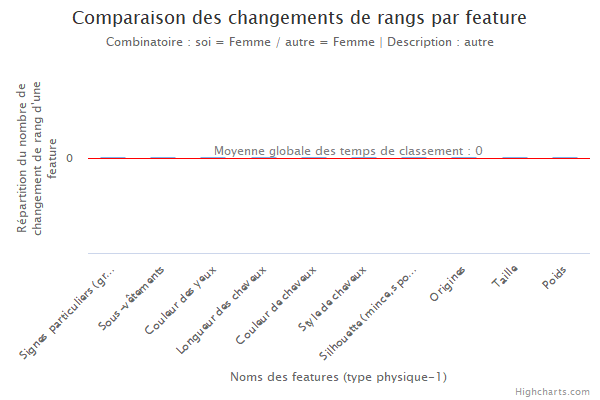 Comparaison des changements de rangs par feature
Combinatoire : soi = Femme / autre = Femme | Description : autre
Répartition du nombre de
changement de rang d'une
feature
0
Moyenne globale des temps de classement : 0
Signes particuliers (gr...
Sous-vêtements
Couleur des yeux
Longueur des cheveux
Couleur de cheveux
Style de cheveux
Silhouette (mince,s po...
Origines
Taille
Poids
Noms des features (type physique-1)
Highcharts.com